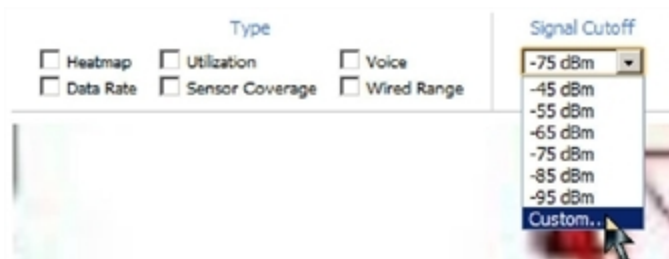 Type
Signal Cutoff
Heatmap
Utilization
Voice
-75 dBm
Data Rate
Sensor Coverage
Wired Range
-45 dBm
-55 dBm
-65 dBm
-75 dBm
-85 dBm
-95 dBm
Custom..